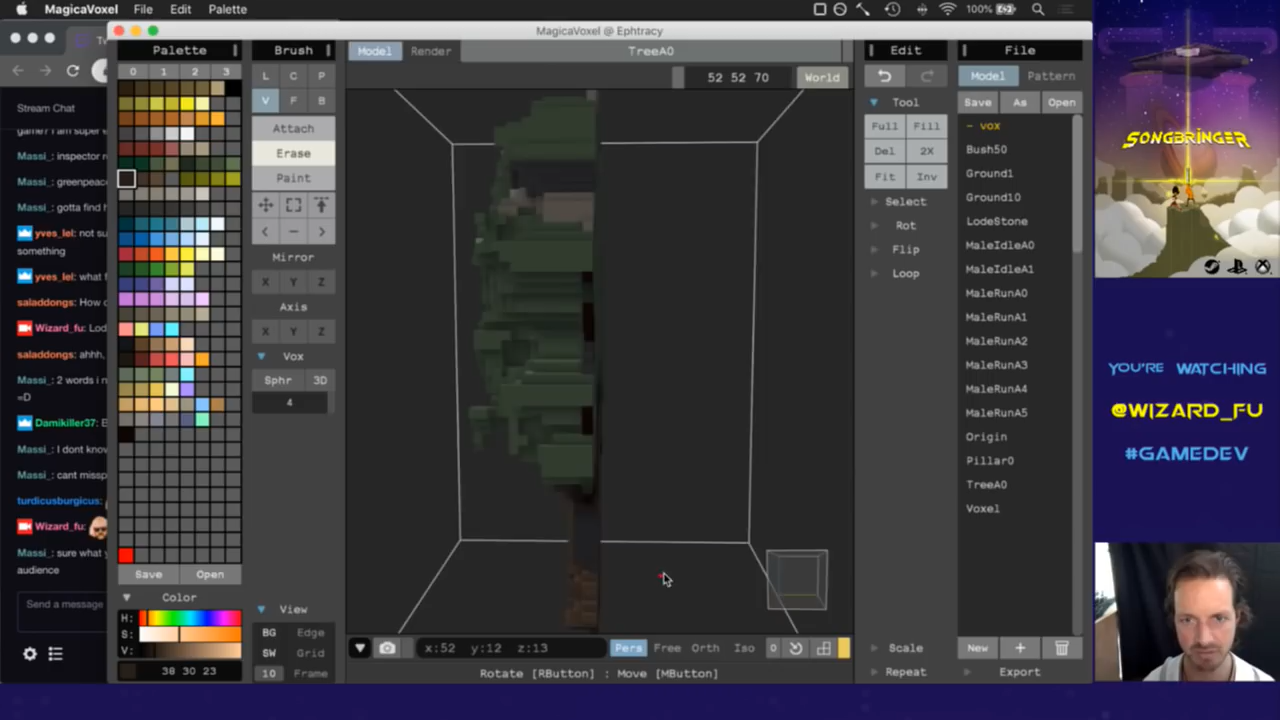 MagicaVoxel File Edit Palette
100%
MagicaVoxel @ Ephtracy
Palette
Brush
Model Render
TreeA0
Edit
File
0 1 2 3
L C P
V F B
52 52 70
World
Model Pattern
Stream Chat
Attach
Erase
Paint
Tool
Full Fill
Del 2X
Fit Inv
Select
Rot
Flip
Loop
Save As Open
- vox
Bush50
Ground1
Ground10
LodeStone
MaleIdleA0
MaleIdleA1
MaleRunA0
MaleRunA1
MaleRunA2
MaleRunA3
MaleRunA4
MaleRunA5
Origin
Pillar0
TreeA0
Voxel
game? I am super
Massi_: inspector
Massi_: greenpeace
Massi_: gotta find
yves_lel: not su
something
yves_lel: what
saladdongs: How
Wizard_fu: Lod
saladdongs: ahhh,
Massi_: 2 words i n
=D
Damikiller37: B
Massi_: I dont know
Massi_: cant missp
turdicusburgicus:
Wizard_fu:
Massi_: sure what
audience
Send a message
Mirror
X Y Z
Axis
X Y Z
Vox
Sphr 3D
4
Save Open
Color
H:
S:
V:
38 30 23
View
BG Edge
SW Grid
10 Frame
x:52 y:12 z:13
Pers Free Orth Iso 0
Rotate [RButton] : Move [MButton]
Scale
Repeat
New +
Export
SONGBRINGER
YOU'RE WATCHING
@WIZARD_FU
#GAMEDEV